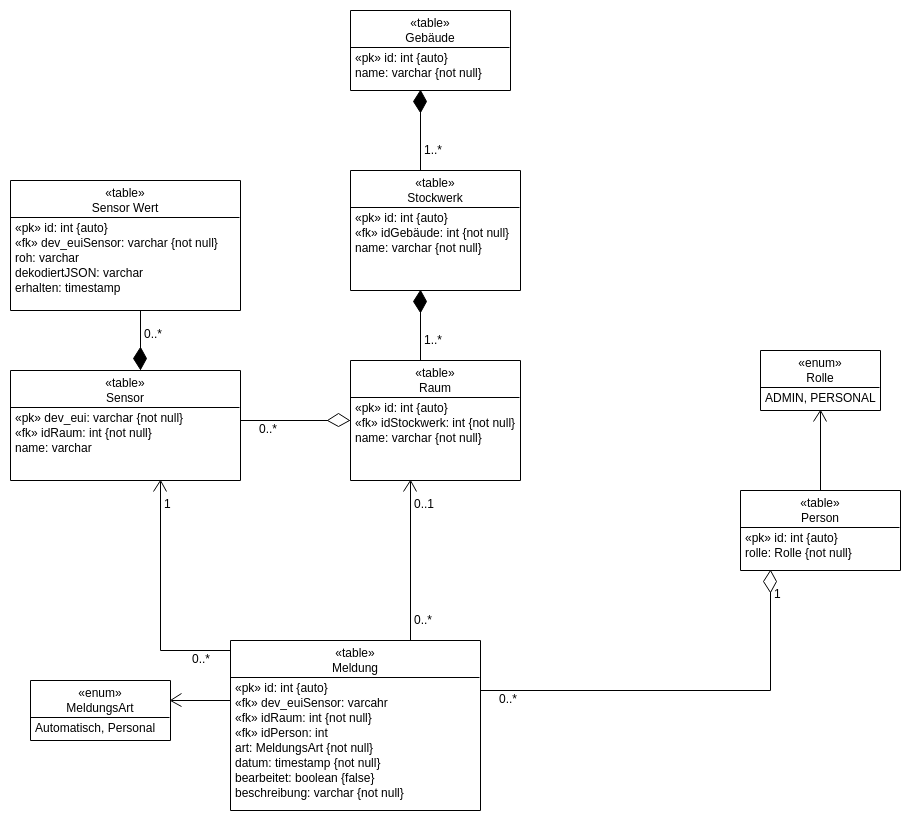 «table»
Gebäude
«pk» id: int {auto}
name: varchar {not null}
1..*
«table»
Stockwerk
«pk» id: int {auto}
«fk» idGebäude: int {not null}
name: varchar {not null}
1..*
«table»
Sensor Wert
«pk» id: int {auto}
«fk» dev_euiSensor: varchar {not null}
roh: varchar
dekodiertJSON: varchar
erhalten: timestamp
0..*
«table»
Sensor
«pk» dev_eui: varchar {not null}
«fk» idRaum: int {not null}
name: varchar
0..*
«table»
Raum
«pk» id: int {auto}
«fk» idStockwerk: int {not null}
name: varchar {not null}
«enum»
Rolle
ADMIN, PERSONAL
«table»
Person
«pk» id: int {auto}
rolle: Rolle {not null}
1
0..1
1
0..*
0..*
0..*
«table»
Meldung
«pk» id: int {auto}
«fk» dev_euiSensor: varcahr
«fk» idRaum: int {not null}
«fk» idPerson: int
art: MeldungsArt {not null}
datum: timestamp {not null}
bearbeitet: boolean {false}
beschreibung: varchar {not null}
«enum»
MeldungsArt
Automatisch, Personal